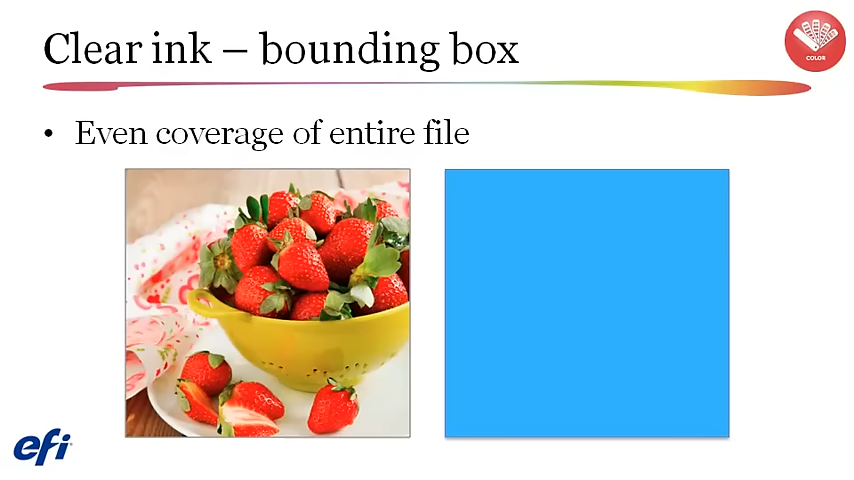 Clear ink – bounding box
COLOR
• Even coverage of entire file
efi